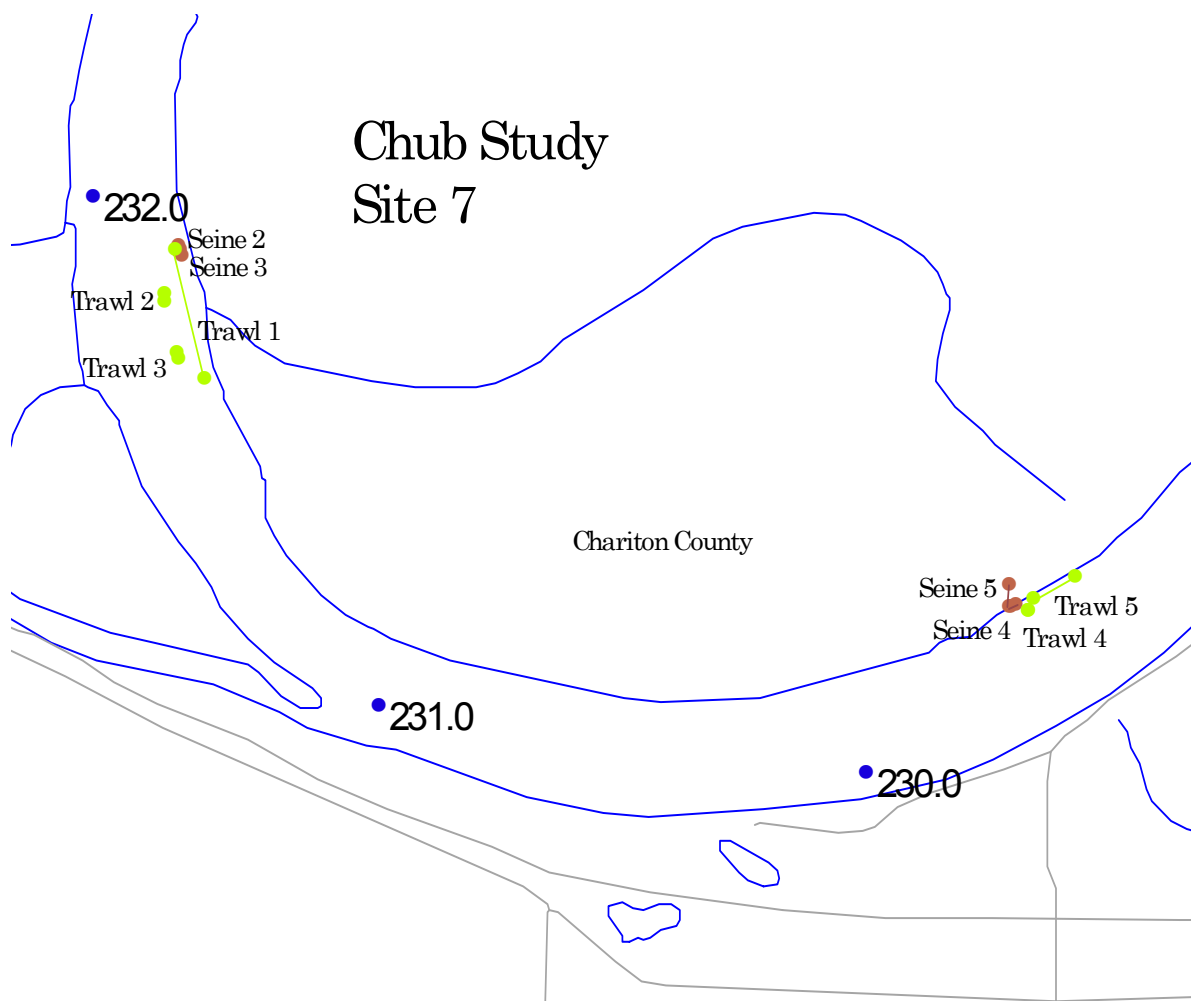 Chub Study
Site 7
232.0
Seine 2
Seine 3
Trawl 2
Trawl 1
Trawl 3
Chariton County
Seine 5
Trawl 5
Seine 4
Trawl 4
231.0
230.0